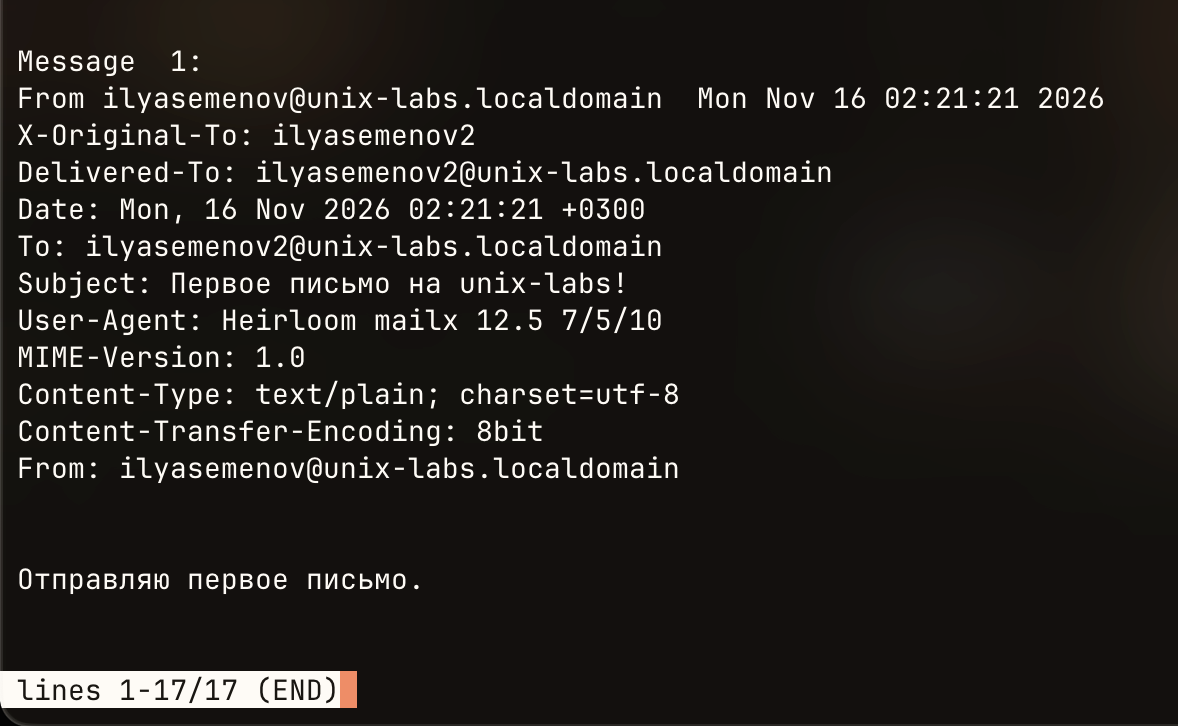 Message  1:
From ilyasemenov@unix-labs.localdomain  Mon Nov 16 02:21:21 2026
X-Original-To: ilyasemenov2
Delivered-To: ilyasemenov2@unix-labs.localdomain
Date: Mon, 16 Nov 2026 02:21:21 +0300
To: ilyasemenov2@unix-labs.localdomain
Subject: Первое письмо на unix-labs!
User-Agent: Heirloom mailx 12.5 7/5/10
MIME-Version: 1.0
Content-Type: text/plain; charset=utf-8
Content-Transfer-Encoding: 8bit
From: ilyasemenov@unix-labs.localdomain
Отправляю первое письмо.
lines 1-17/17 (END)